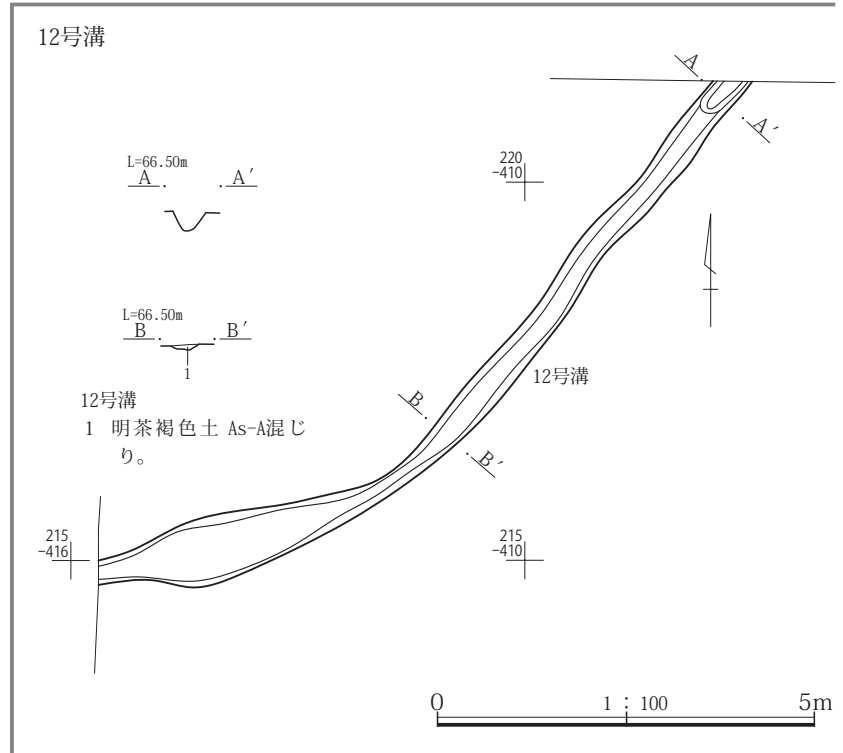 12号溝
A
A′
L=66.50m
A A′
220
-410
L=66.50m
B B′
1
12号溝
1 明茶褐色土 As-A混じ
り。
12号溝
B
B′
215
-416
215
-410
0 1 : 100 5m